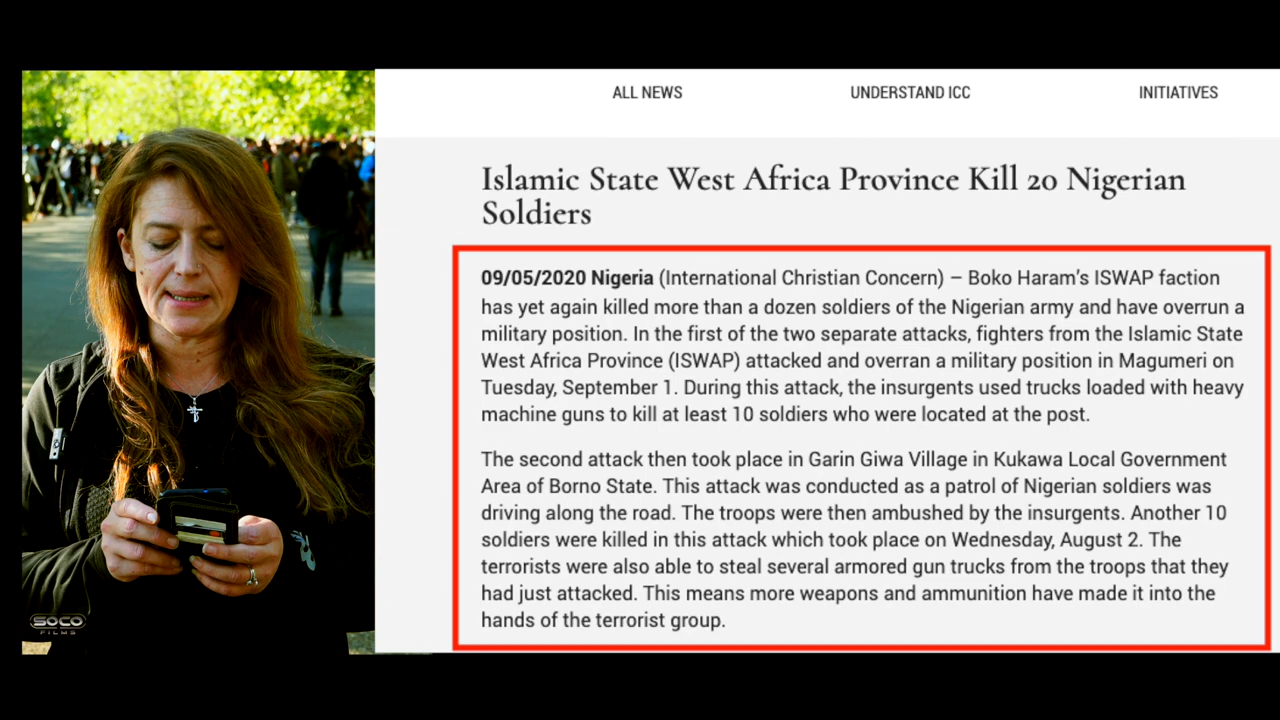 ALL NEWS
UNDERSTAND ICC
INITIATIVES
Islamic State West Africa Province Kill 20 Nigerian
Soldiers
09/05/2020 Nigeria (International Christian Concern) – Boko Haram's ISWAP faction
has yet again killed more than a dozen soldiers of the Nigerian army and have overrun a
military position. In the first of the two separate attacks, fighters from the Islamic State
West Africa Province (ISWAP) attacked and overran a military position in Magumeri on
Tuesday, September 1. During this attack, the insurgents used trucks loaded with heavy
machine guns to kill at least 10 soldiers who were located at the post.
The second attack then took place in Garin Giwa Village in Kukawa Local Government
Area of Borno State. This attack was conducted as a patrol of Nigerian soldiers was
driving along the road. The troops were then ambushed by the insurgents. Another 10
soldiers were killed in this attack which took place on Wednesday, August 2. The
terrorists were also able to steal several armored gun trucks from the troops that they
had just attacked. This means more weapons and ammunition have made it into the
hands of the terrorist group.
SOCO
FILMS